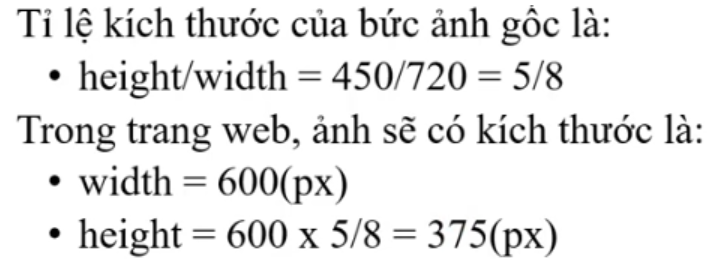 Tỉ lệ kích thước của bức ảnh gốc là:
• height/width = 450/720 = 5/8
Trong trang web, ảnh sẽ có kích thước là:
• width = 600(px)
• height = 600 x 5/8 = 375(px)